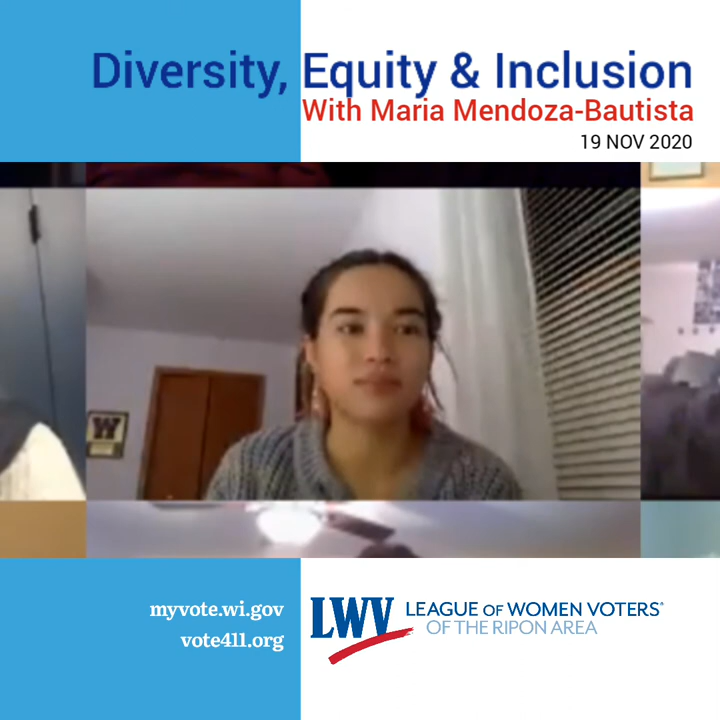 Diversity, Equity & Inclusion
With Maria Mendoza-Bautista
19 NOV 2020
W
myvote.wi.gov
vote411.org
LWV LEAGUE OF WOMEN VOTERS®
OF THE RIPON AREA